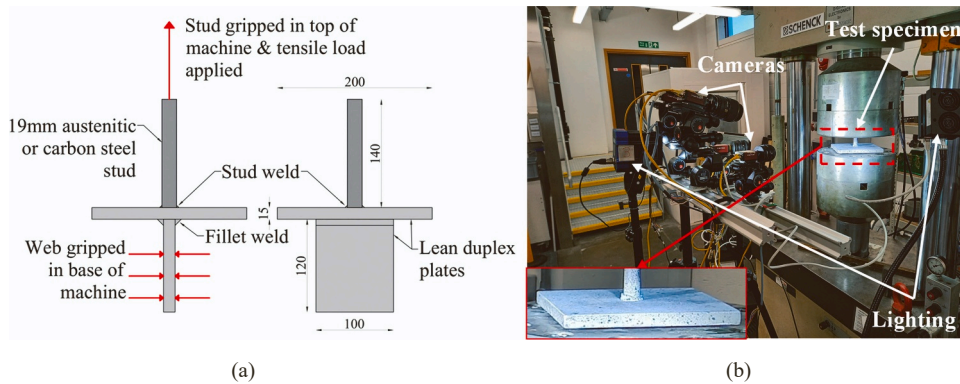 Stud gripped in top of
machine & tensile load
applied
200
19mm austenitic
or carbon steel
stud
140
Stud weld
15
Fillet weld
Lean duplex
plates
Web gripped
in base of
machine
120
100
(a)
SCHENCK
Test specimen
Cameras
Lighting
(b)